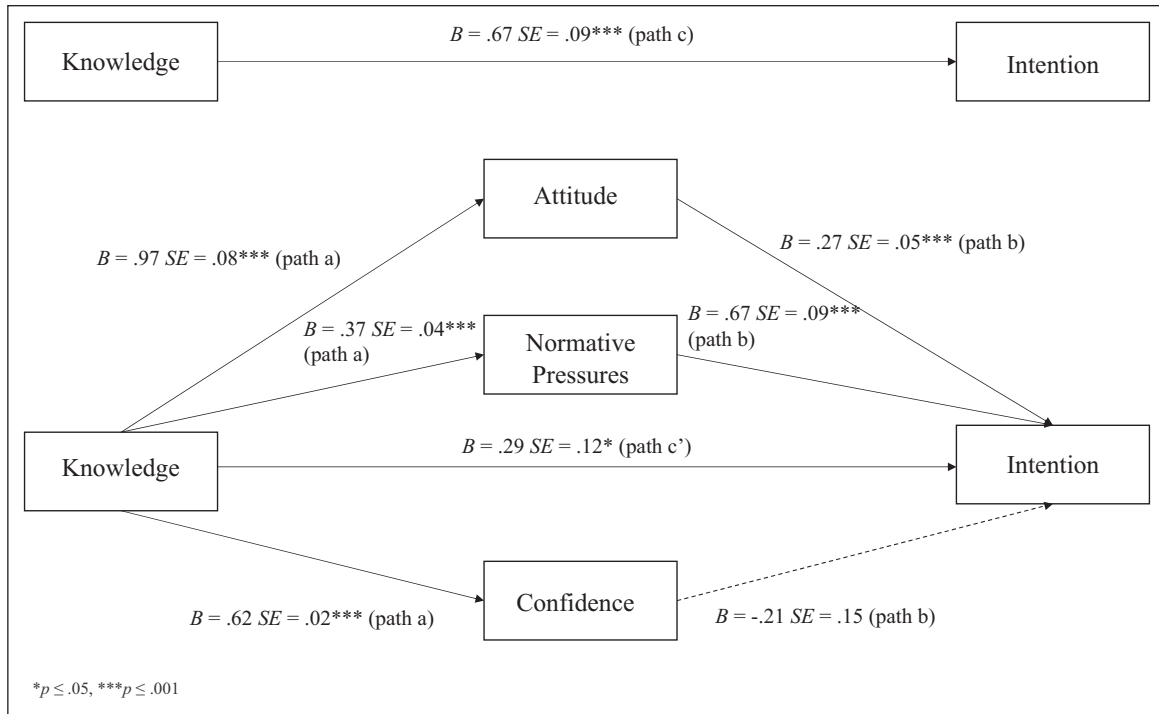 B = .67 SE = .09*** (path c)
Knowledge
Intention
Attitude
B = .97 SE = .08*** (path a)
B = .27 SE = .05*** (path b)
B = .37 SE = .04***
(path a)
Normative
Pressures
B = .67 SE = .09***
(path b)
Knowledge
B = .29 SE = .12* (path c’)
Intention
Confidence
B = .62 SE = .02*** (path a)
B = -.21 SE = .15 (path b)
*p ≤ .05, ***p ≤ .001